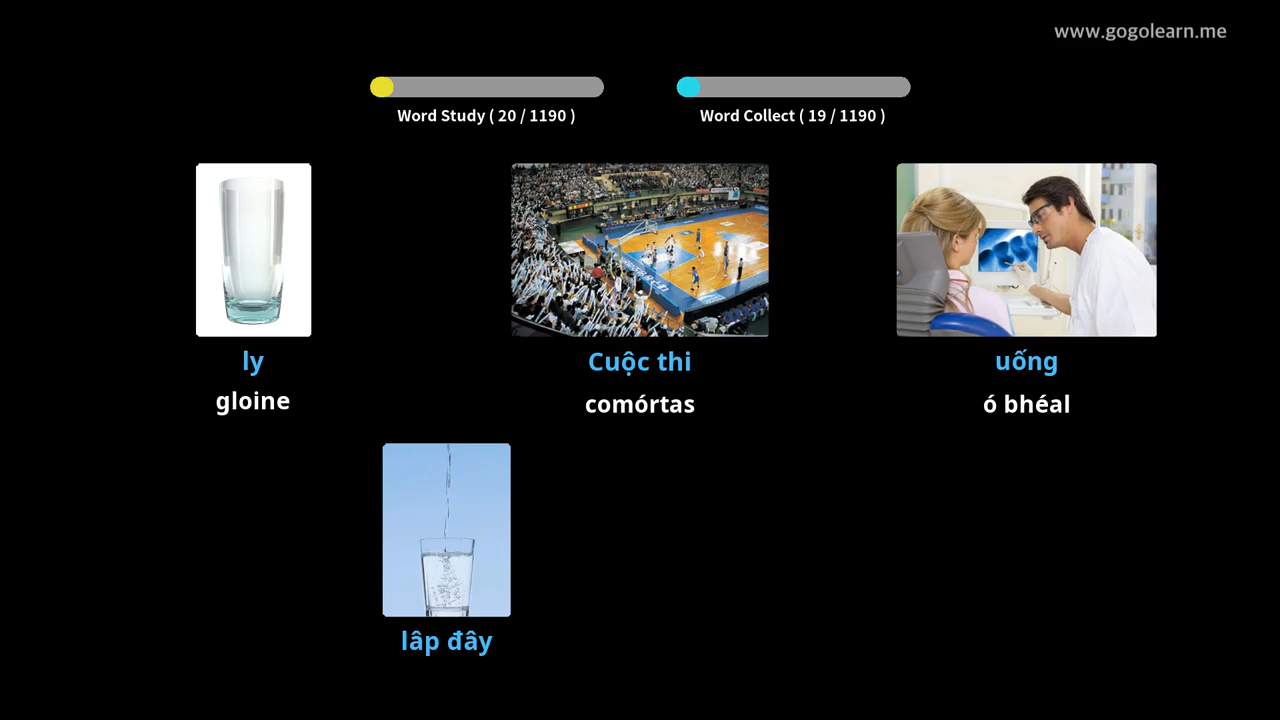 www.gogolearn.me
Word Study ( 20 / 1190 )
Word Collect ( 19 / 1190 )
ly
Cuộc thi
uống
gloine
comórtas
ó bhéal
lâp đây